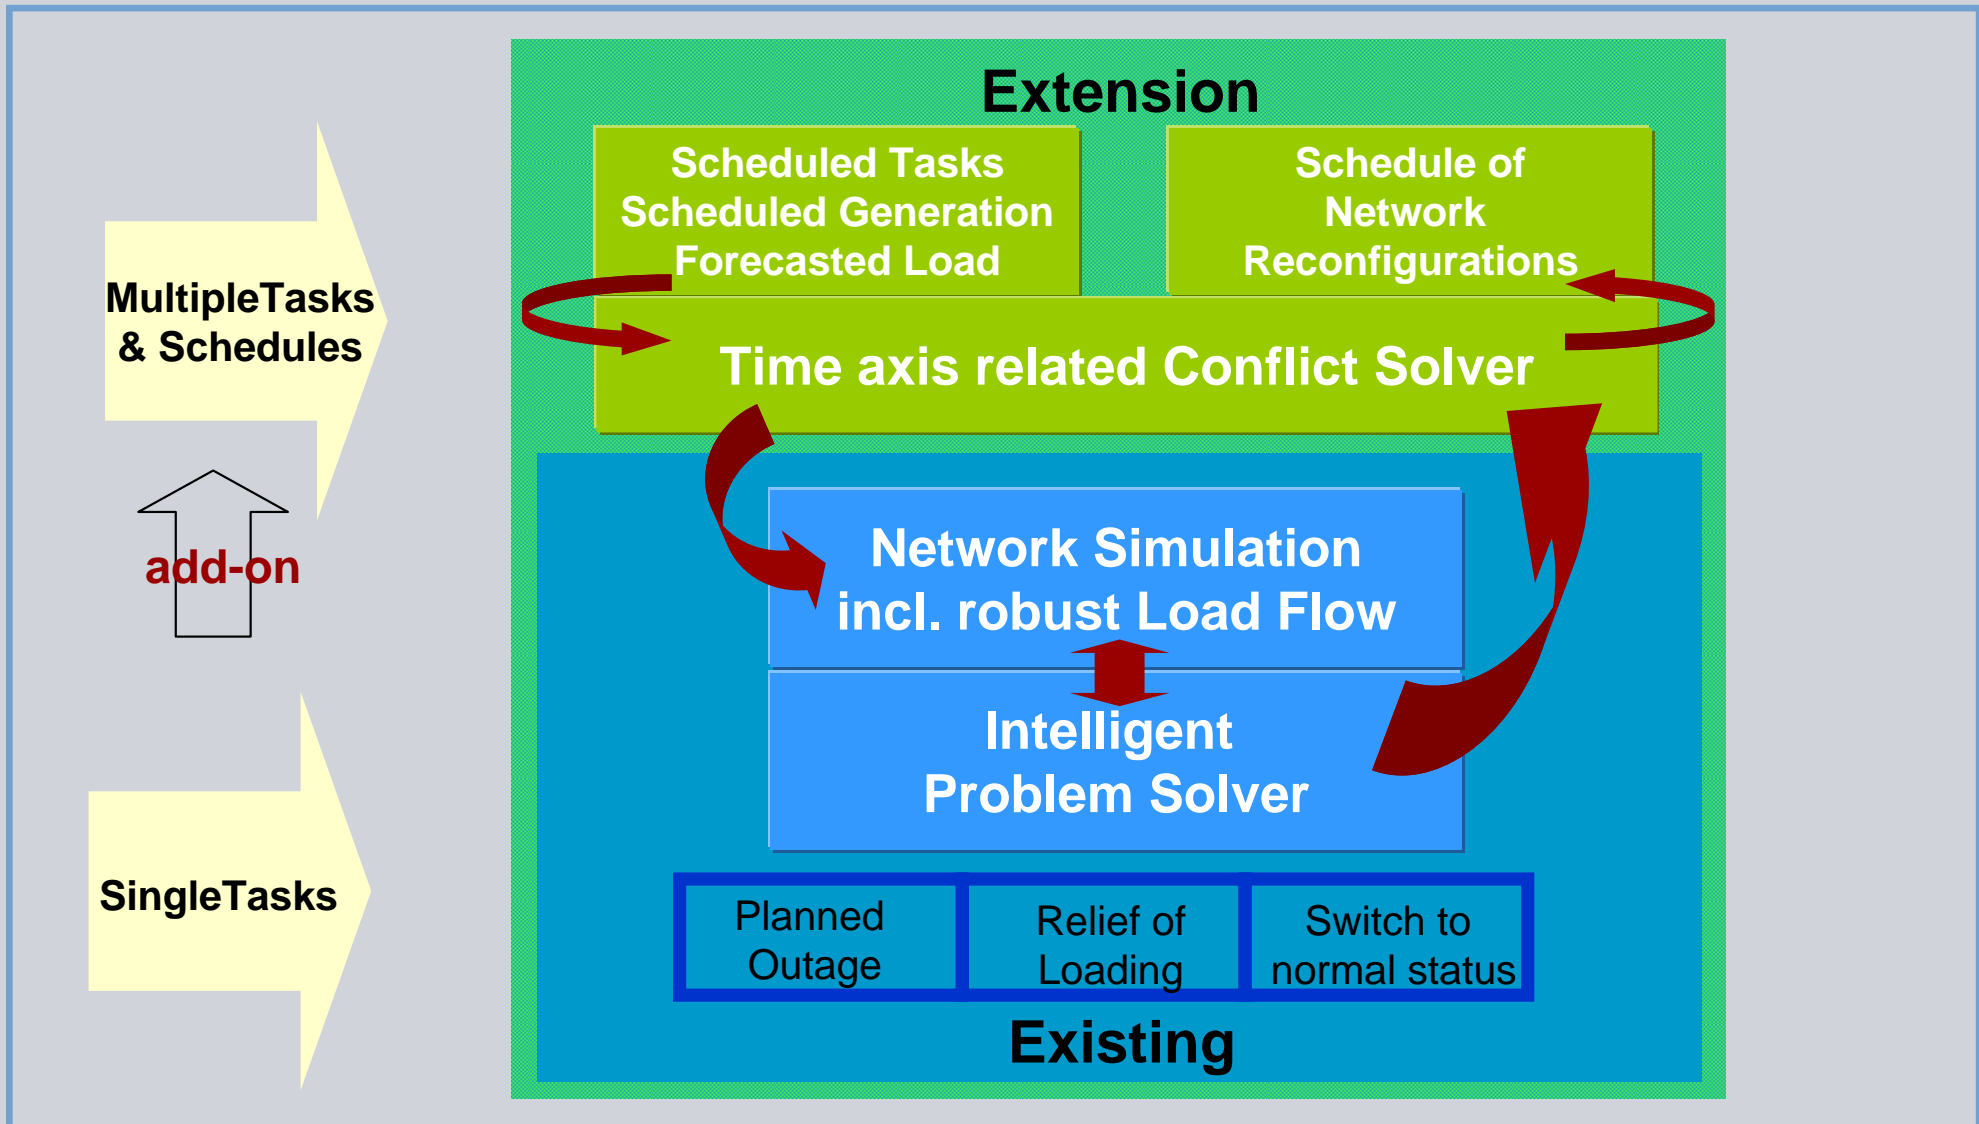 Extension
Scheduled Tasks
Scheduled Generation
Forecasted Load
Schedule of
Network
Reconfigurations
MultipleTasks
& Schedules
Time axis related Conflict Solver
add-on
Network Simulation
incl. robust Load Flow
Intelligent
Problem Solver
SingleTasks
Planned
Outage
Relief of
Loading
Switch to
normal status
Existing